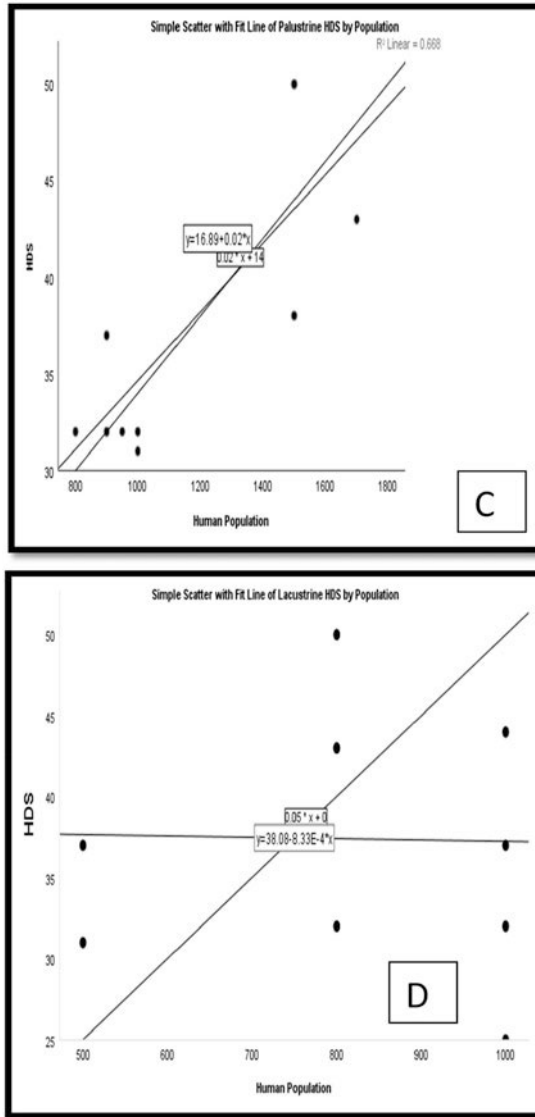 Simple Scatter with Fit Line of Palustrine HDS by Population
R² Linear = 0.668
50
45
y=16.89+0.02*x
0.02 * x + 14
40
HDS
35
30
800 1000 1200 1400 1600 1800
Human Population
C
Simple Scatter with Fit Line of Lacustrine HDS by Population
50
45
40
0.05 * x + 0
y=38.08-8.33E-4*x
HDS
35
30
25
500 600 700 800 900 1000
Human Population
D